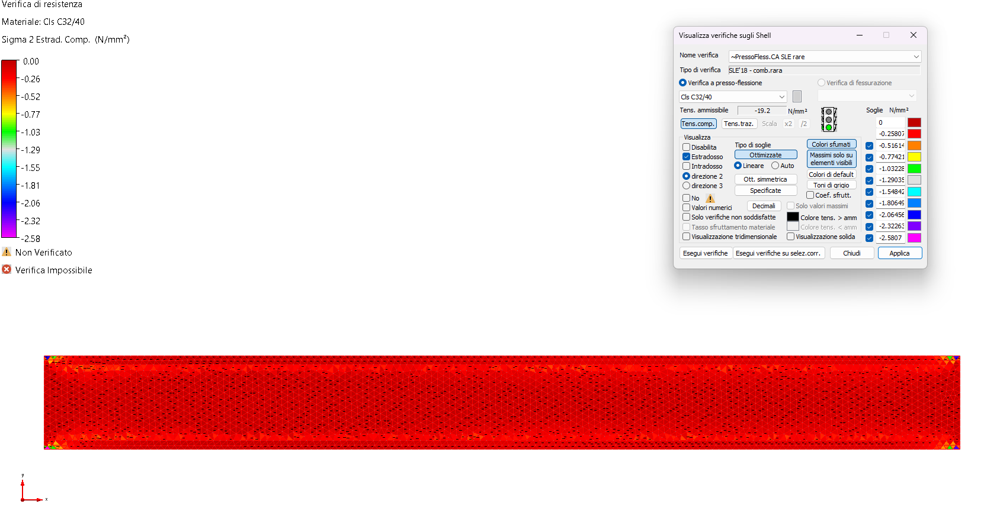 Verifica di resistenza
Materiale: Cls C32/40
Sigma 2 Estrad. Comp. (N/mm²)
0.00
-0.26
-0.52
-0.77
-1.03
-1.29
-1.55
-1.81
-2.06
-2.32
-2.58
Non Verificato
Verifica Impossibile
Visualizza verifiche sugli Shell
Nome verifica ~PressoFless.CA SLE rare
Tipo di verifica SLE'18 - comb.rara
Verifica a presso-flessione Verifica di fessurazione
Cls C32/40
Tens. ammissibile -19.2 N/mm² Soglie N/mm²
Tens.comp. Tens.traz. Scala x2 /2
0
-0.25807
-0.51614
-0.77421
-1.03228
-1.29035
-1.54842
-1.80649
-2.06456
-2.32263
-2.5807
Visualizza
Disabilita
Estradosso
Intradosso
direzione 2
direzione 3
No
Valori numerici
Solo verifiche non soddisfatte
Tasso sfruttamento materiale
Visualizzazione tridimensionale
Tipo di soglie
Ottimizzate
Lineare Auto
Ott. simmetrica
Specificate
Decimali
Colori sfumati
Massimi solo su
elementi visibili
Colori di default
Toni di grigio
Coef. sfrutt.
Solo valori massimi
Colore tens. > amm
Colore tens. < amm
Visualizzazione solida
Esegui verifiche Esegui verifiche su selez.corr. Chiudi Applica
y
x